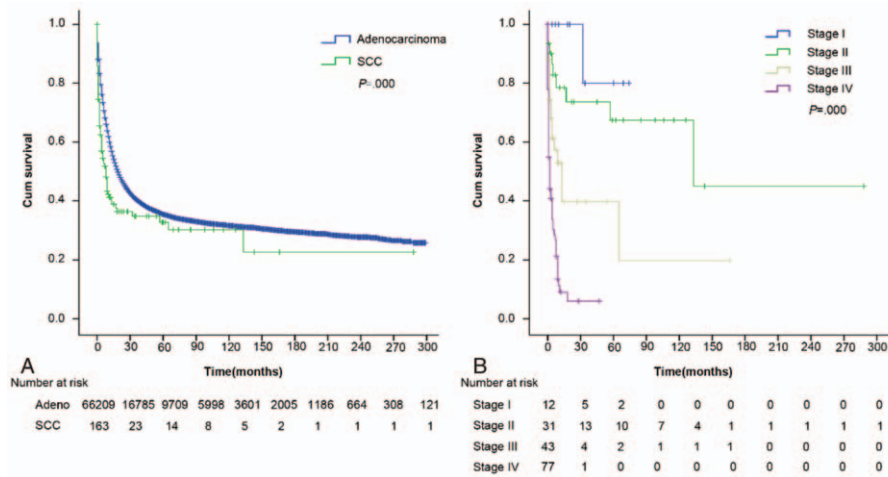 1.0
0.8
0.6
0.4
0.2
0.0
Cum survival
Adenocarcinoma
SCC
P=.000
0 30 60 90 120 150 180 210 240 270 300
Time(months)
A
Number at risk
Adeno 66209 16785 9709 5998 3601 2005 1186 664 308 121
SCC 163 23 14 8 5 2 1 1 1 1
1.0
0.8
0.6
0.4
0.2
0.0
Cum survival
Stage I
Stage II
Stage III
Stage IV
P=.000
0 30 60 90 120 150 180 210 240 270 300
Time(months)
B
Number at risk
Stage I 12 5 2 0 0 0 0 0 0 0
Stage II 31 13 10 7 4 1 1 1 1 1
Stage III 43 4 2 1 1 1 0 0 0 0
Stage IV 77 1 0 0 0 0 0 0 0 0